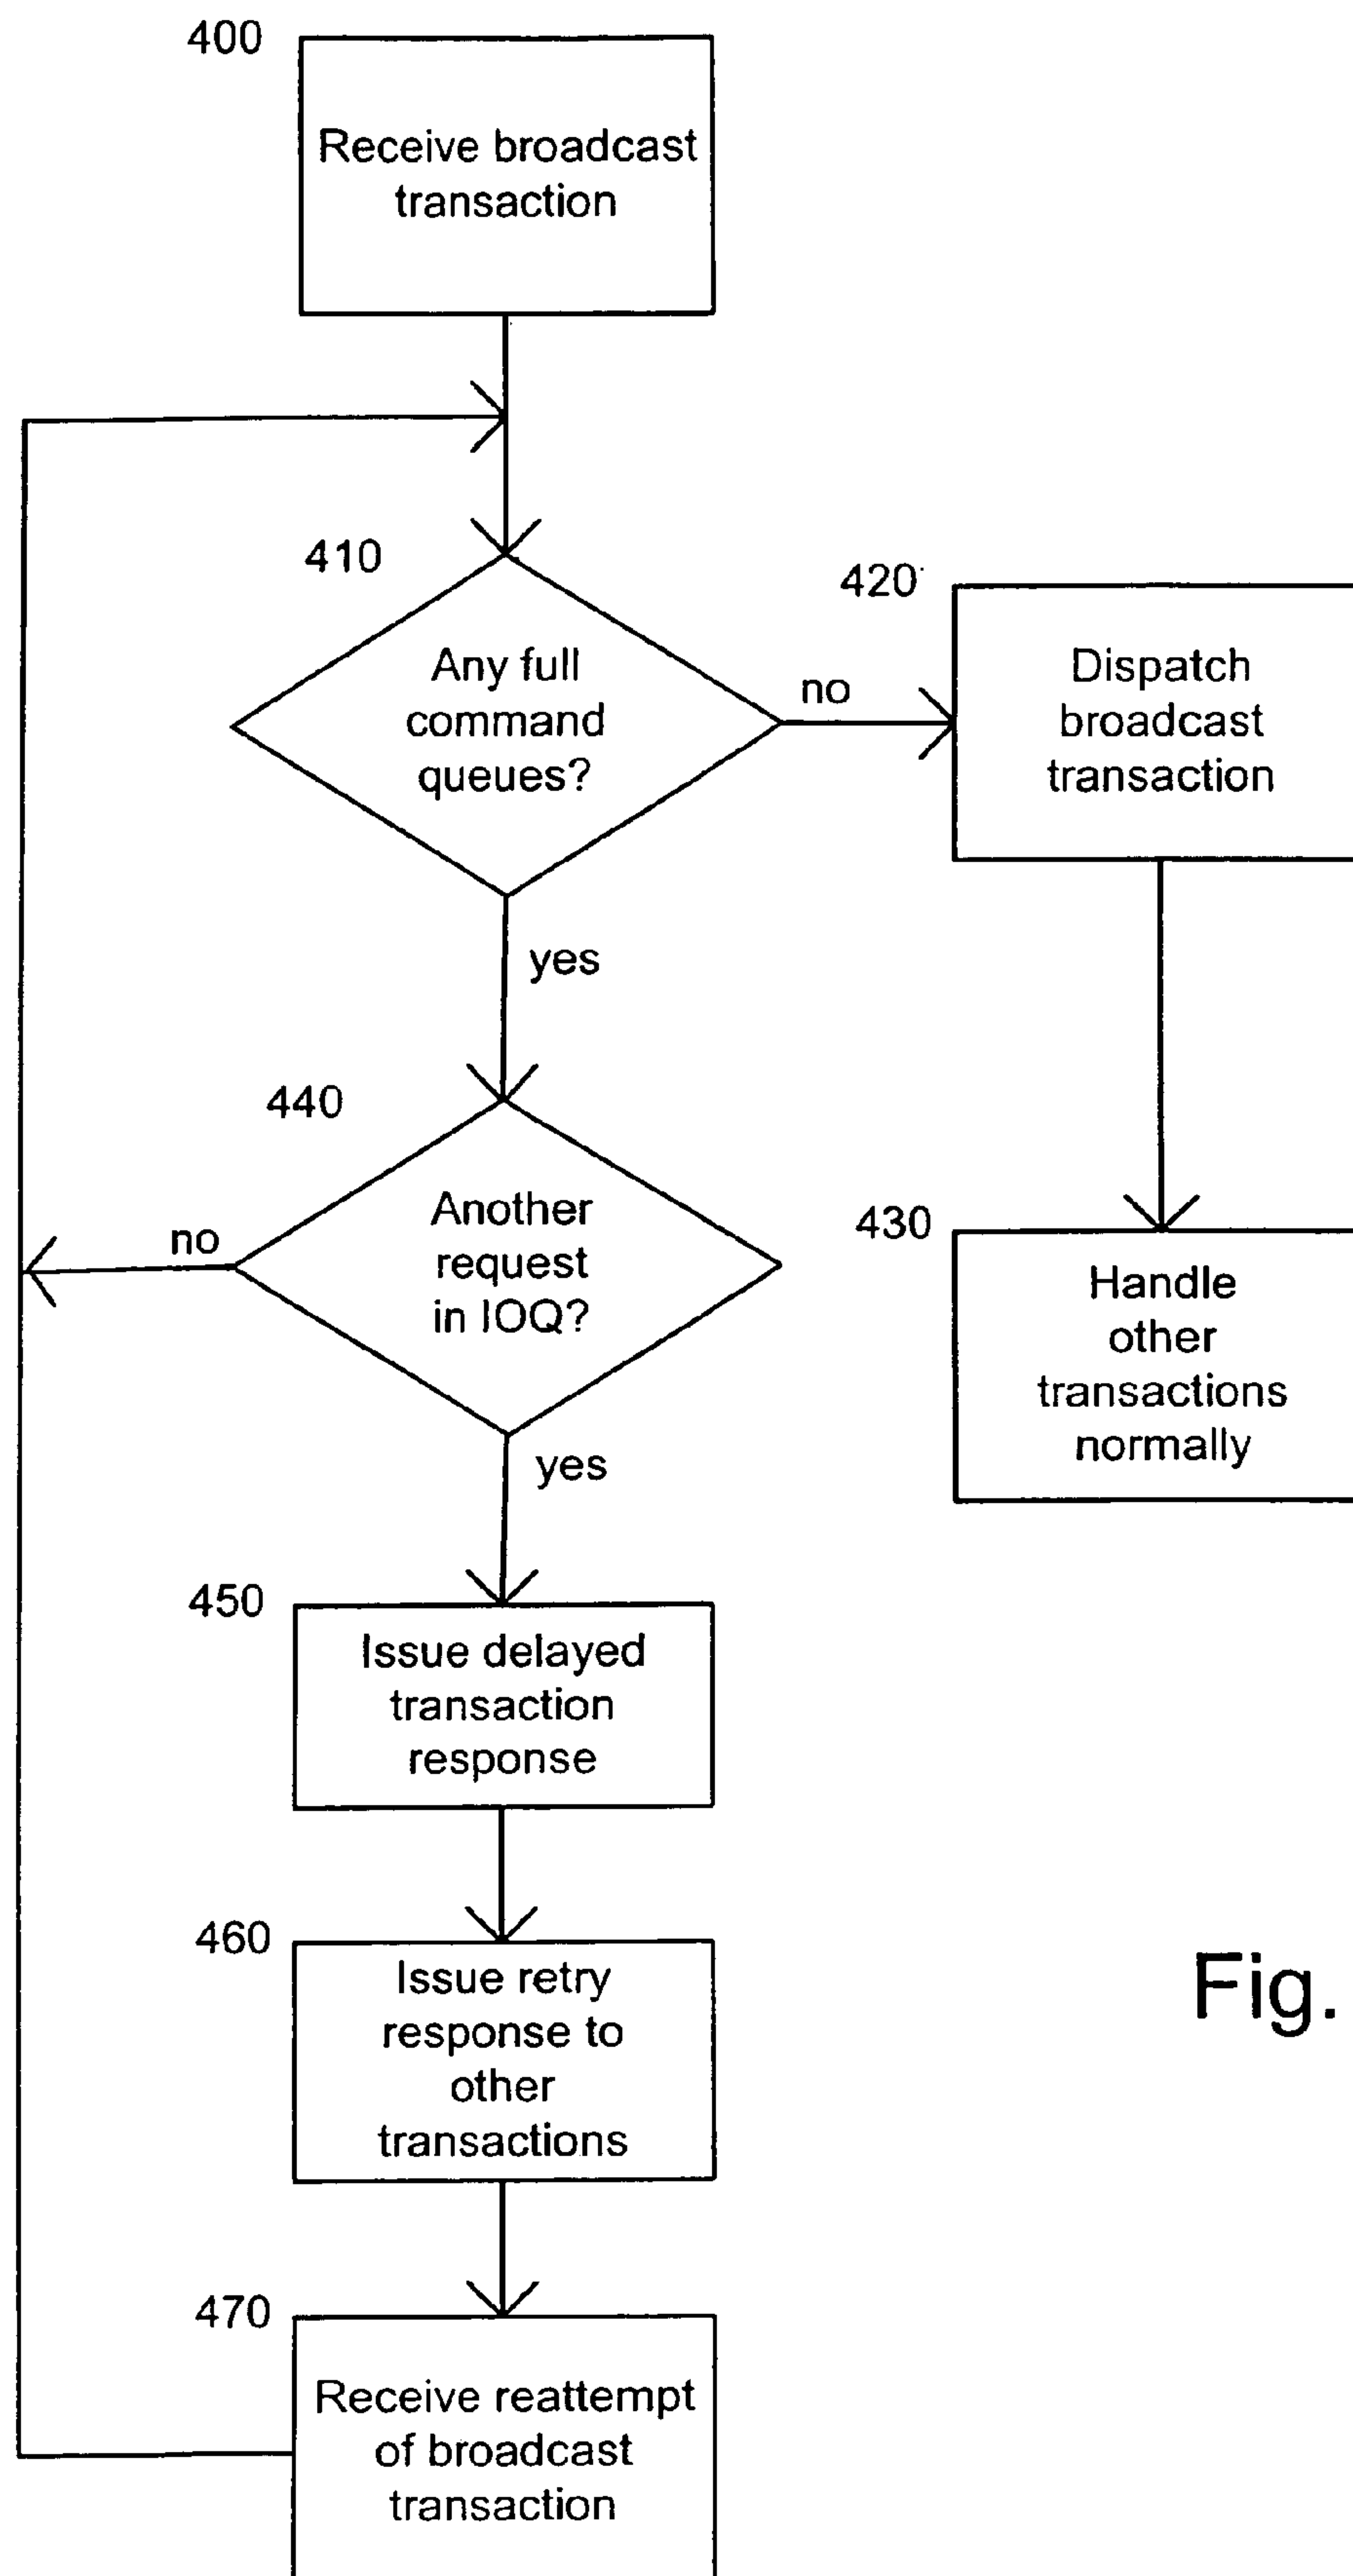 400
Receive broadcast
transaction
410
Any full
command
queues?
no
420
Dispatch
broadcast
transaction
yes
430
Handle
other
transactions
normally
440
Another
request
in IOQ?
no
yes
450
Issue delayed
transaction
response
460
Issue retry
response to
other
transactions
Fig.
470
Receive reattempt
of broadcast
transaction